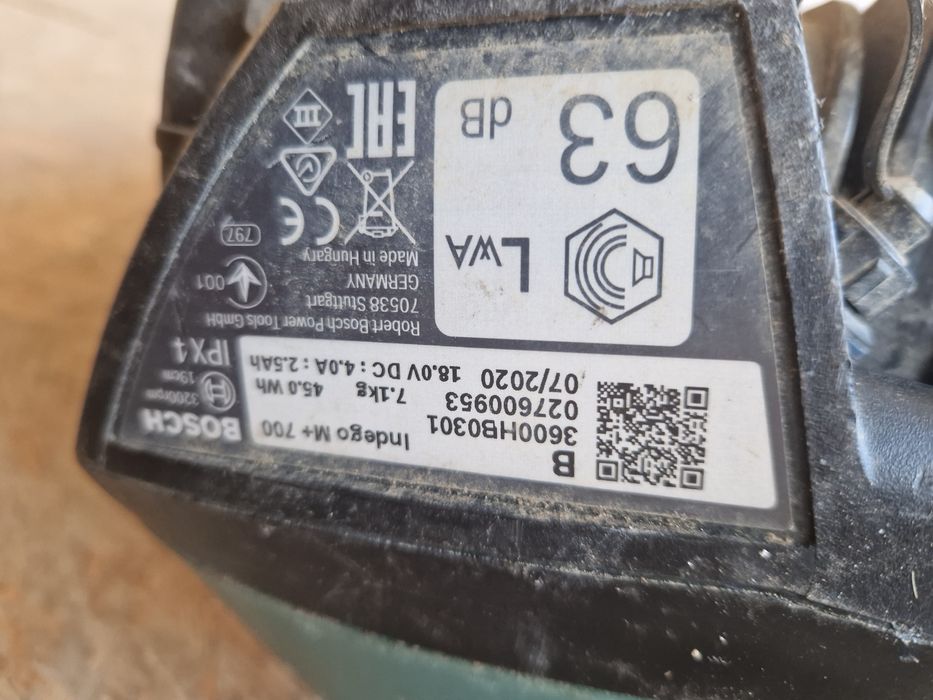 BOSCH
3200rpm
19cm
IPX4
Indego M+ 700
7.1kg 45.0 Wh
18.0V DC : 4.0A : 2.5Ah
B
3600HB0301
027600953
07/2020
Robert Bosch Power Tools GmbH
70538 Stuttgart
GERMANY
Made in Hungary
001
797
CE
III
EAC
LWA
63
dB